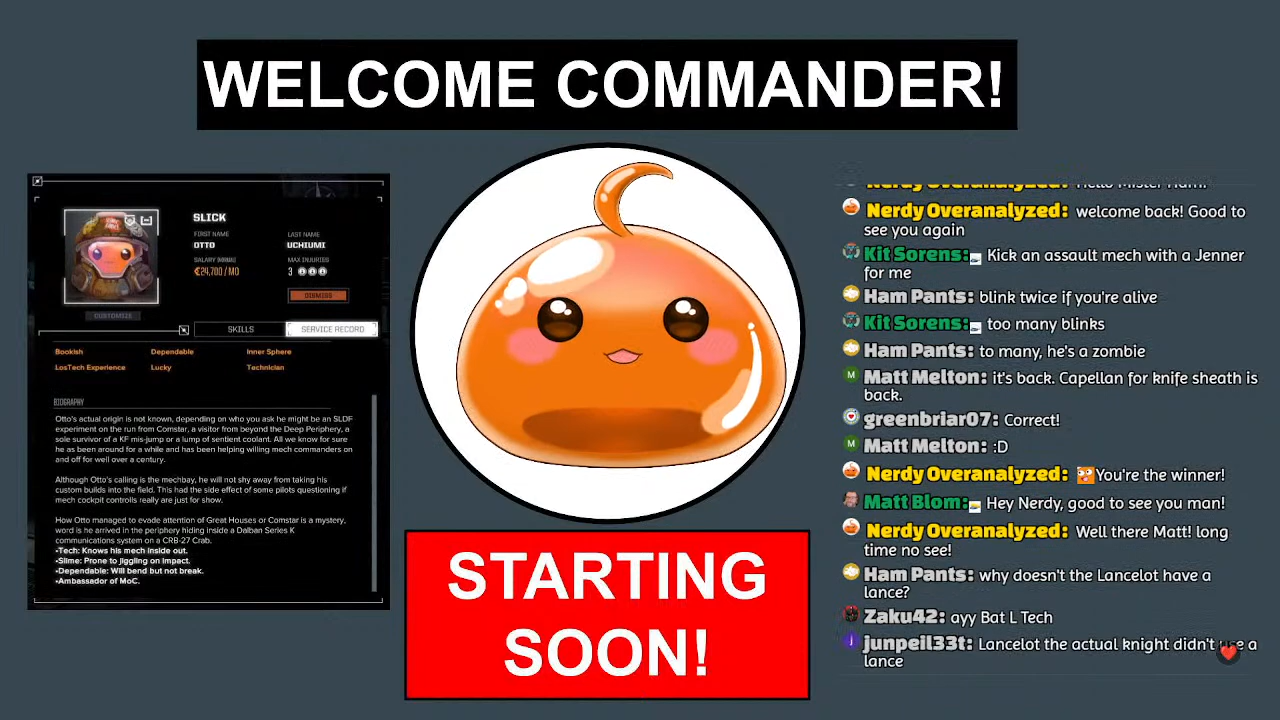 WELCOME COMMANDER!
SLICK
FIRST NAME
LAST NAME
OTTO
UCHIUMI
MAX INJURIES
24,700 / MO
3
DISMISS
CUSTOMIZE
SKILLS
SERVICE RECORD
Bookish
Dependable
Inner Sphere
LosTech Experience
Lucky
Technician
BIOGRAPHY
Otto's actual origin is not known, depending on who you ask he might be an SLDF
experiment on the run from Comstar, a visitor from beyond the Deep Periphery, a
sole survivor of a KF mis-jump or a lump of sentient coolant. All we know for sure
he as been around for a while and has been helping willing mech commanders on
and off for well over a century.
Although Otto's calling is the mechbay, he will not shy away from taking his
custom builds into the field. This had the side effect of some pilots questioning if
mech cockpit controls really are just for show.
How Otto managed to evade attention of Great Houses or Comstar is a mystery,
word is he arrived in the periphery hiding inside a Dalban Series K
communications system on a CRB-27 Crab.
•Tech: Knows his mech inside out.
•Slime: Prone to jiggling on impact.
•Dependable: Will bend but not break.
•Ambassador of MoC.
STARTING
SOON!
Nerdy Overanalyzed: Hello Mister Ham!
Nerdy Overanalyzed: welcome back! Good to
see you again
Kit Sorens: Kick an assault mech with a Jenner
for me
Ham Pants: blink twice if you're alive
Kit Sorens: too many blinks
Ham Pants: to many, he's a zombie
Matt Melton: it's back. Capellan for knife sheath is
back.
greenbriar07: Correct!
Matt Melton: :D
Nerdy Overanalyzed: You're the winner!
Matt Blom: Hey Nerdy, good to see you man!
Nerdy Overanalyzed: Well there Matt! long
time no see!
Ham Pants: why doesn't the Lancelot have a
lance?
Zaku42: ayy Bat L Tech
junpeil33t: Lancelot the actual knight didn't use a
lance